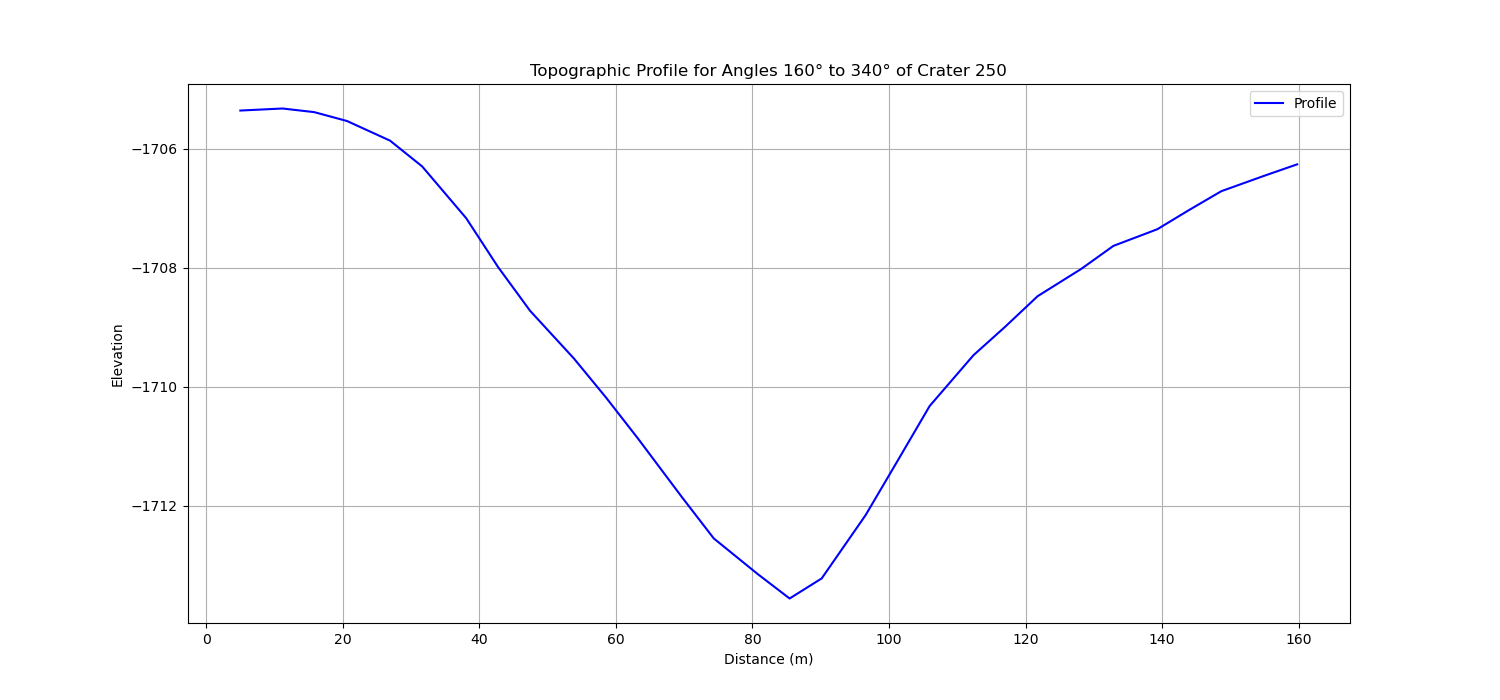 Topographic Profile for Angles 160° to 340° of Crater 250
Profile
−1706
−1708
−1710
−1712
Elevation
0 20 40 60 80 100 120 140 160
Distance (m)